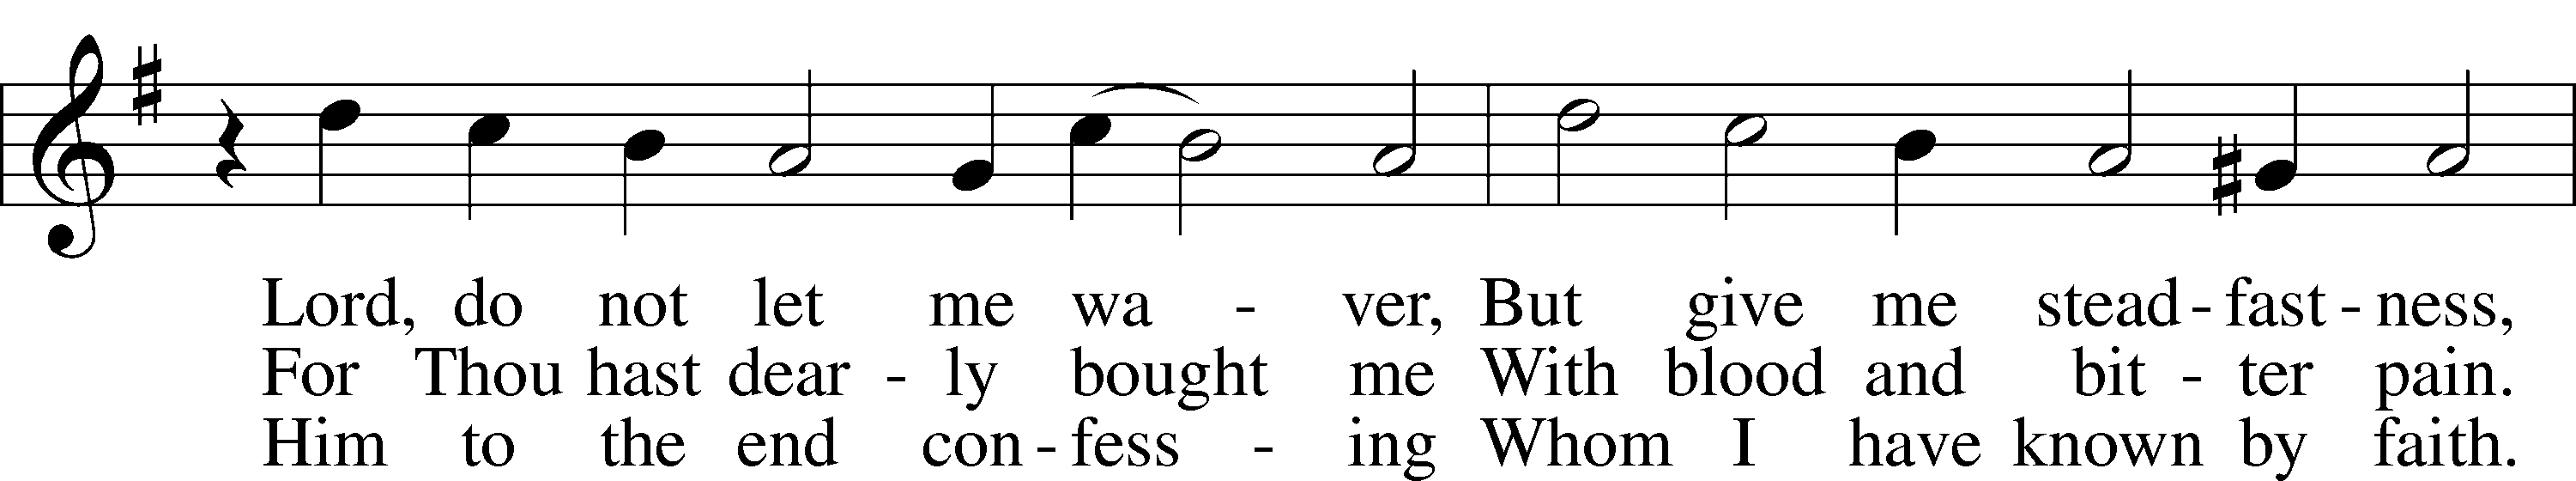 Lord, do not let me wa - ver, But give me stead - fast - ness,
For Thou hast dear - ly bought me With blood and bit - ter pain.
Him to the end con - fess - ing Whom I have known by faith.